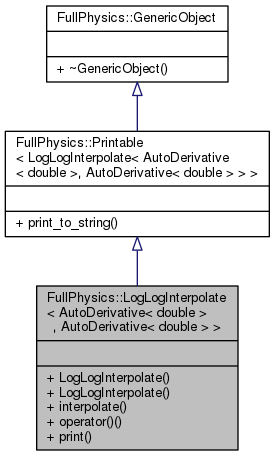 FullPhysics::GenericObject
+ ~GenericObject()
FullPhysics::Printable
< LogLogInterpolate< AutoDerivative
< double >, AutoDerivative< double > > >
+ print_to_string()
FullPhysics::LogLogInterpolate
< AutoDerivative< double >
, AutoDerivative< double > >
+ LogLogInterpolate()
+ LogLogInterpolate()
+ interpolate()
+ operator()()
+ print()